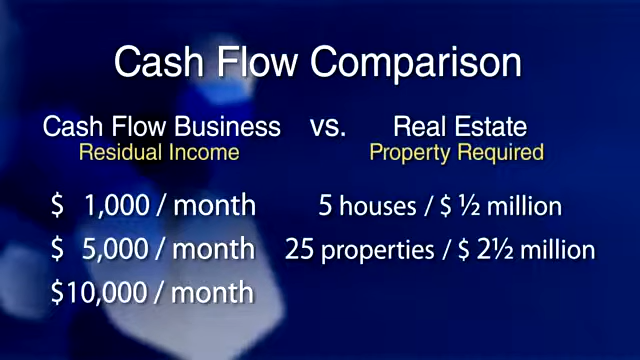 Cash Flow Comparison
Cash Flow Business vs. Real Estate
Residual Income Property Required
$ 1,000 / month 5 houses / $ ½ million
$ 5,000 / month 25 properties / $ 2½ million
$10,000 / month